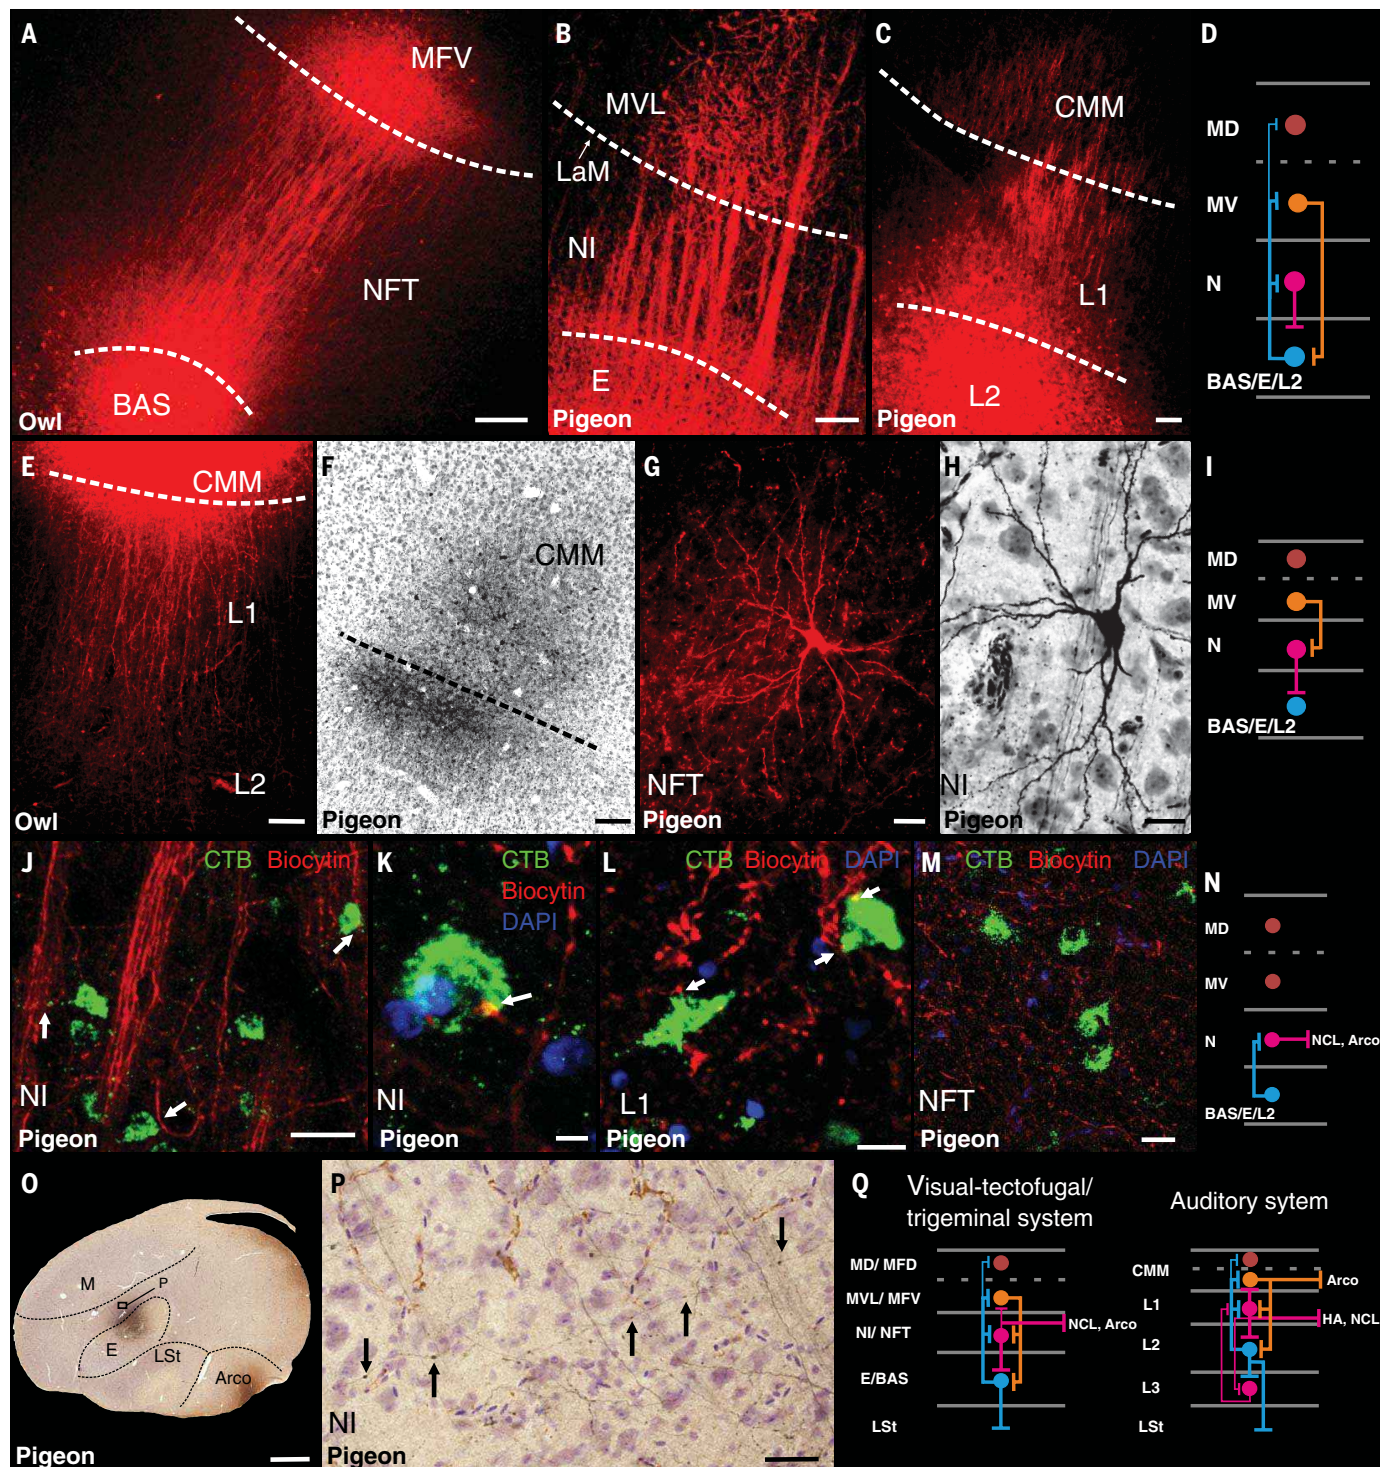 A
MFV
NFT
BAS
Owl
B
MVL
LaM
NI
E
Pigeon
C
CMM
L1
L2
Pigeon
D
MD
MV
N
BAS/E/L2
E
CMM
L1
L2
Owl
F
CMM
Pigeon
G
NFT
Pigeon
H
NI
I
MD
MV
N
BAS/E/L2
J
CTB Biocytin
NI
Pigeon
K
CTB
Biocytin
DAPI
NI
Pigeon
L
CTB Biocytin DAPI
L1
Pigeon
M
CTB Biocytin DAPI
NFT
Pigeon
N
MD
MV
N
NCL, Arco
BAS/E/L2
O
M
P
E
LSt
Arco
Pigeon
P
NI
Pigeon
Q
Visual-tectofugal/
trigeminal system
MD/ MFD
MVL/ MFV
NI/ NFT
NCL, Arco
E/BAS
LSt
Auditory sytem
CMM
Arco
L1
HA, NCL
L2
L3
LSt